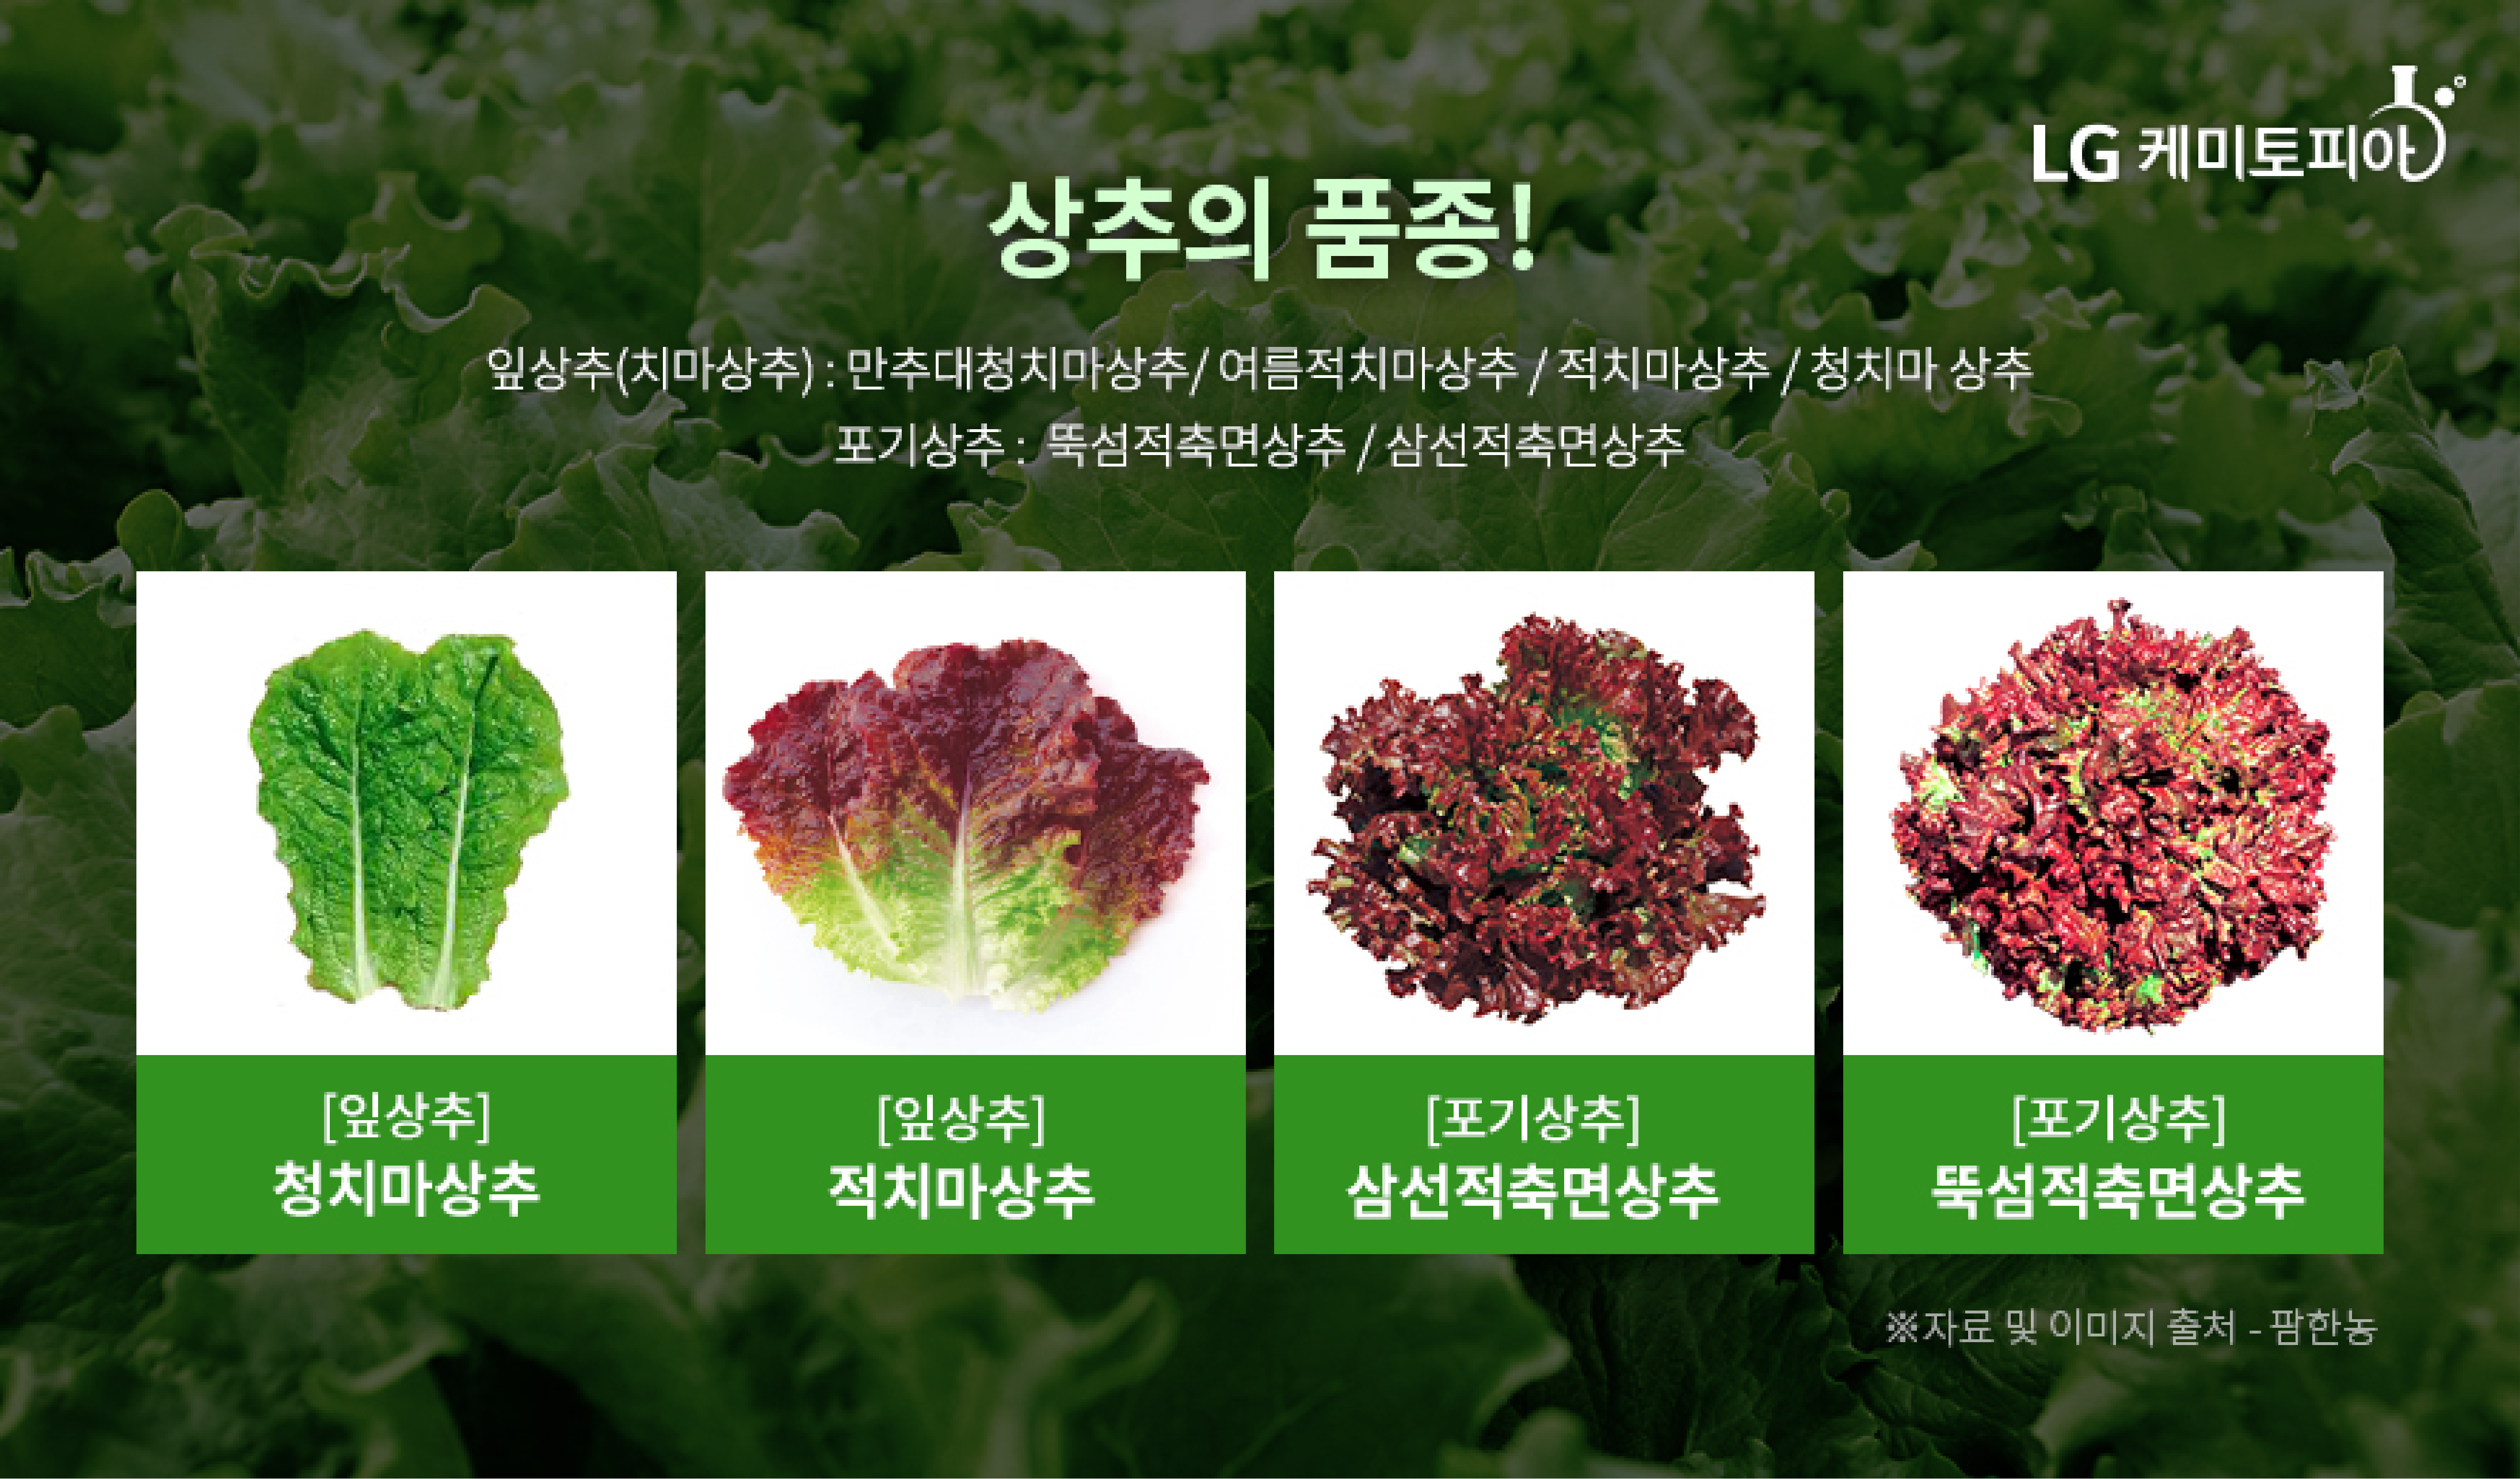 LG 케미토피아
상추의 품종!
잎상추(치마상추) : 만추대청치마상추/ 여름적치마상추 / 적치마상추 / 청치마 상추
포기상추 : 뚝섬적축면상추 / 삼선적축면상추
[잎상추]
청치마상추
[잎상추]
적치마상추
[포기상추]
삼선적축면상추
[포기상추]
뚝섬적축면상추
※자료 및 이미지 출처 - 팜한농